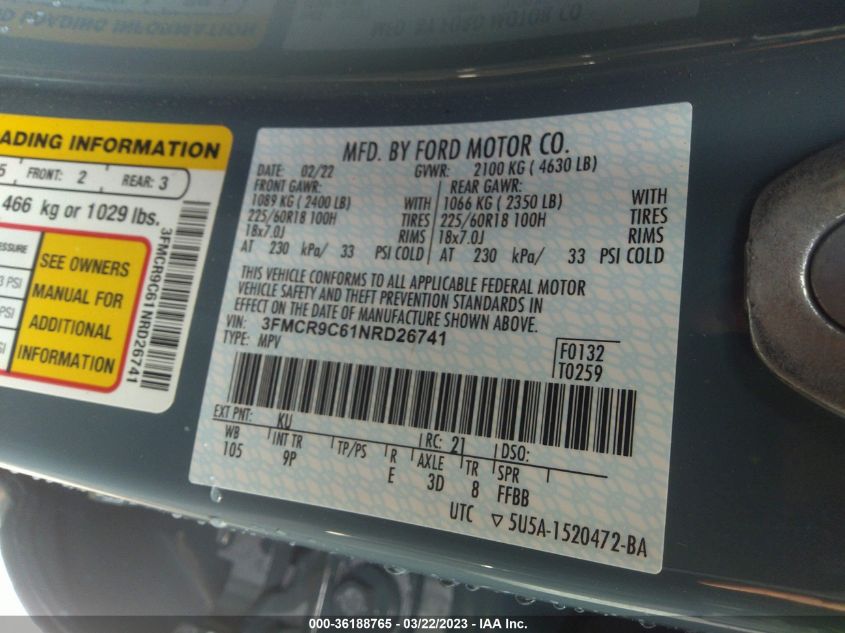 ADING INFORMATION
5 FRONT: 2 REAR: 3
466 kg or 1029 lbs.
3FMCR9C61NRD26741
SEE OWNERS
MANUAL FOR
ADDITIONAL
INFORMATION
PSI
PSI
MFD. BY FORD MOTOR CO.
DATE: 02/22 GVWR: 2100 KG ( 4630 LB)
FRONT GAWR: REAR GAWR:
1089 KG ( 2400 LB) WITH 1066 KG ( 2350 LB) WITH
225/60R18 100H TIRES 225/60R18 100H TIRES
18x7.0J RIMS 18x7.0J RIMS
AT 230 kPa/ 33 PSI COLD AT 230 kPa/ 33 PSI COLD
THIS VEHICLE CONFORMS TO ALL APPLICABLE FEDERAL MOTOR
VEHICLE SAFETY AND THEFT PREVENTION STANDARDS IN
EFFECT ON THE DATE OF MANUFACTURE SHOWN ABOVE.
VIN: 3FMCR9C61NRD26741
TYPE: MPV
F0132
T0259
EXT PNT: KU RC: 21 DSO:
WB INT TR TP/PS R AXLE TR SPR
105 9P E 3D 8 FFBB
UTC ▽ 5U5A-1520472-BA
000-36188765 - 03/22/2023 - IAA Inc.